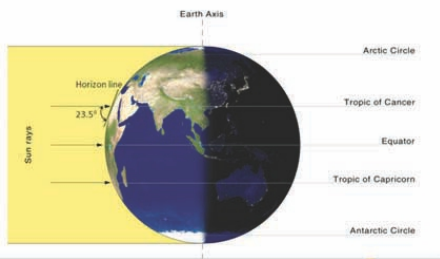 Earth Axis
Arctic Circle
Horizon line
Tropic of Cancer
23.5°
Sun rays
Equator
Tropic of Capricorn
Antarctic Circle